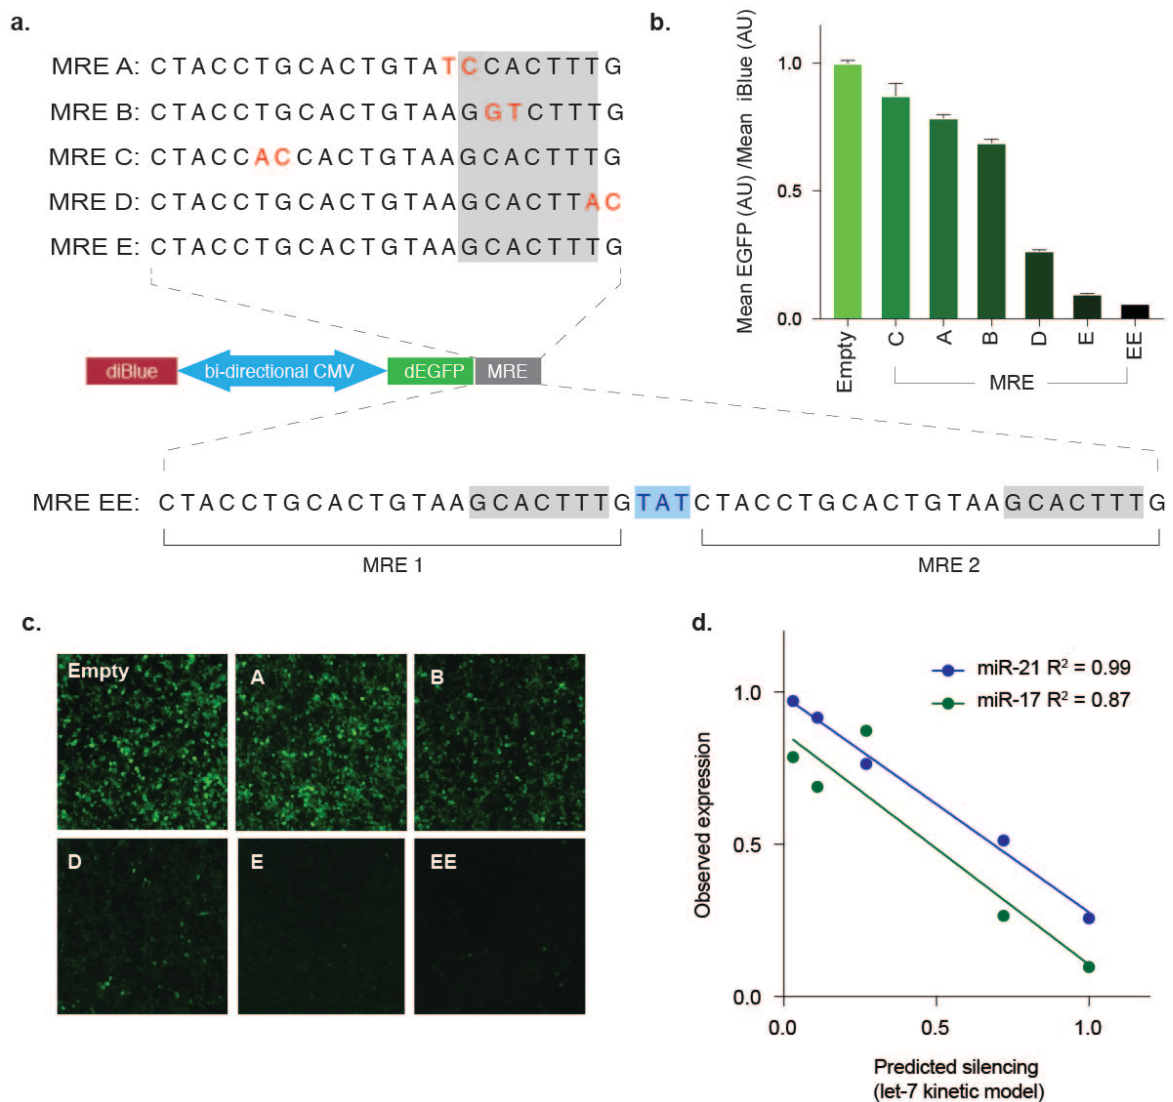 a.
MRE A: CTACCTGCACTGTATCCACTTTG
MRE B: CTACCTGCACTGTAAGGTCTTTG
MRE C: CTACCACCACTGTAAGCACTTTG
MRE D: CTACCTGCACTGTAAGCACTTAC
MRE E: CTACCTGCACTGTAAGCACTTTG
diBlue
bi-directional CMV
dEGFP
MRE
MRE EE: CTACCTGCACTGTAAGCACTTTGTATCTACCTGCACTGTAAGCACTTTG
MRE 1
MRE 2
b.
Mean EGFP (AU) /Mean iBlue (AU)
1.0
0.5
0.0
Empty
C
A
B
D
E
EE
MRE
c.
Empty
A
B
D
E
EE
d.
miR-21 R² = 0.99
miR-17 R² = 0.87
Observed expression
1.0
0.5
0.0
0.0 0.5 1.0
Predicted silencing
(let-7 kinetic model)